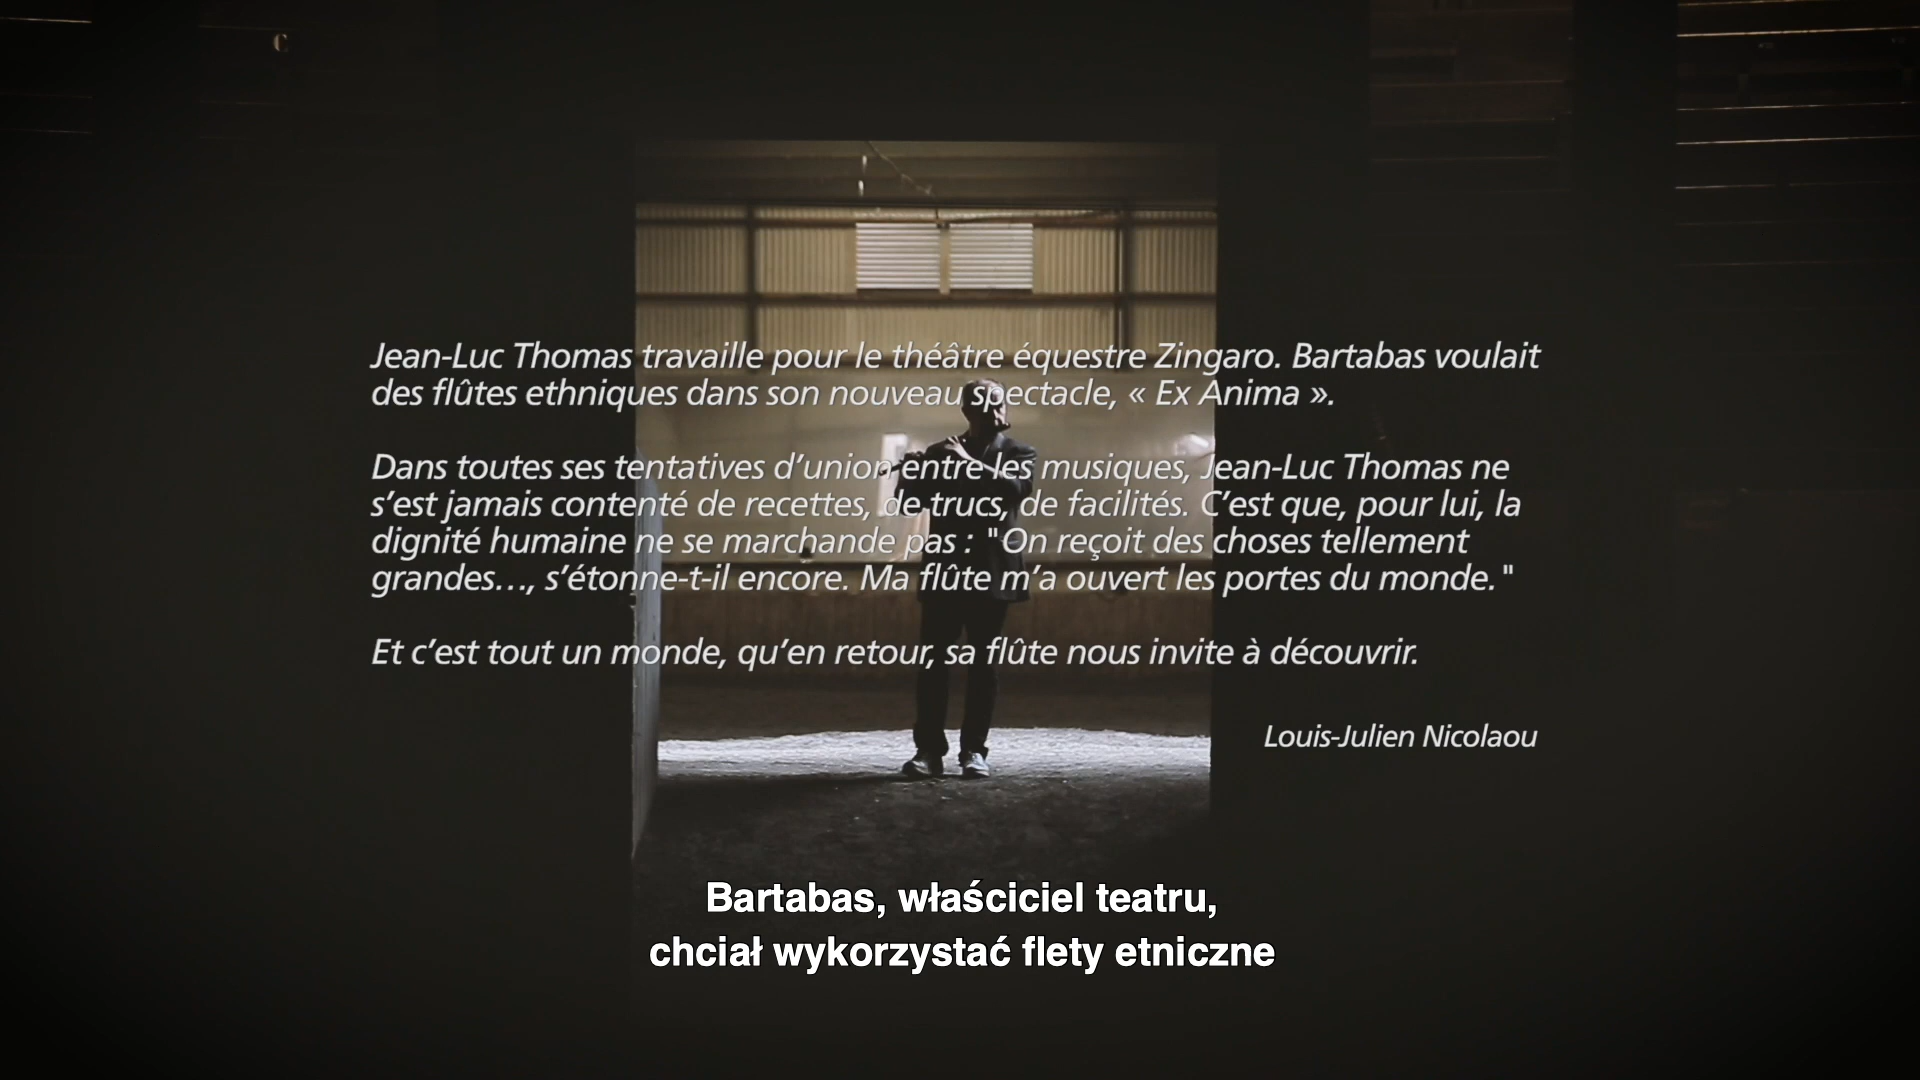 Jean-Luc Thomas travaille pour le théâtre équestre Zingaro. Bartabas voulait
des flûtes ethniques dans son nouveau spectacle, « Ex Anima ».
Dans toutes ses tentatives d’union entre les musiques, Jean-Luc Thomas ne
s’est jamais contenté de recettes, de trucs, de facilités. C’est que, pour lui, la
dignité humaine ne se marchande pas : "On reçoit des choses tellement
grandes…, s’étonne-t-il encore. Ma flûte m’a ouvert les portes du monde."
Et c’est tout un monde, qu’en retour, sa flûte nous invite à découvrir.
Louis-Julien Nicolaou
Bartabas, właściciel teatru,
chciał wykorzystać flety etniczne